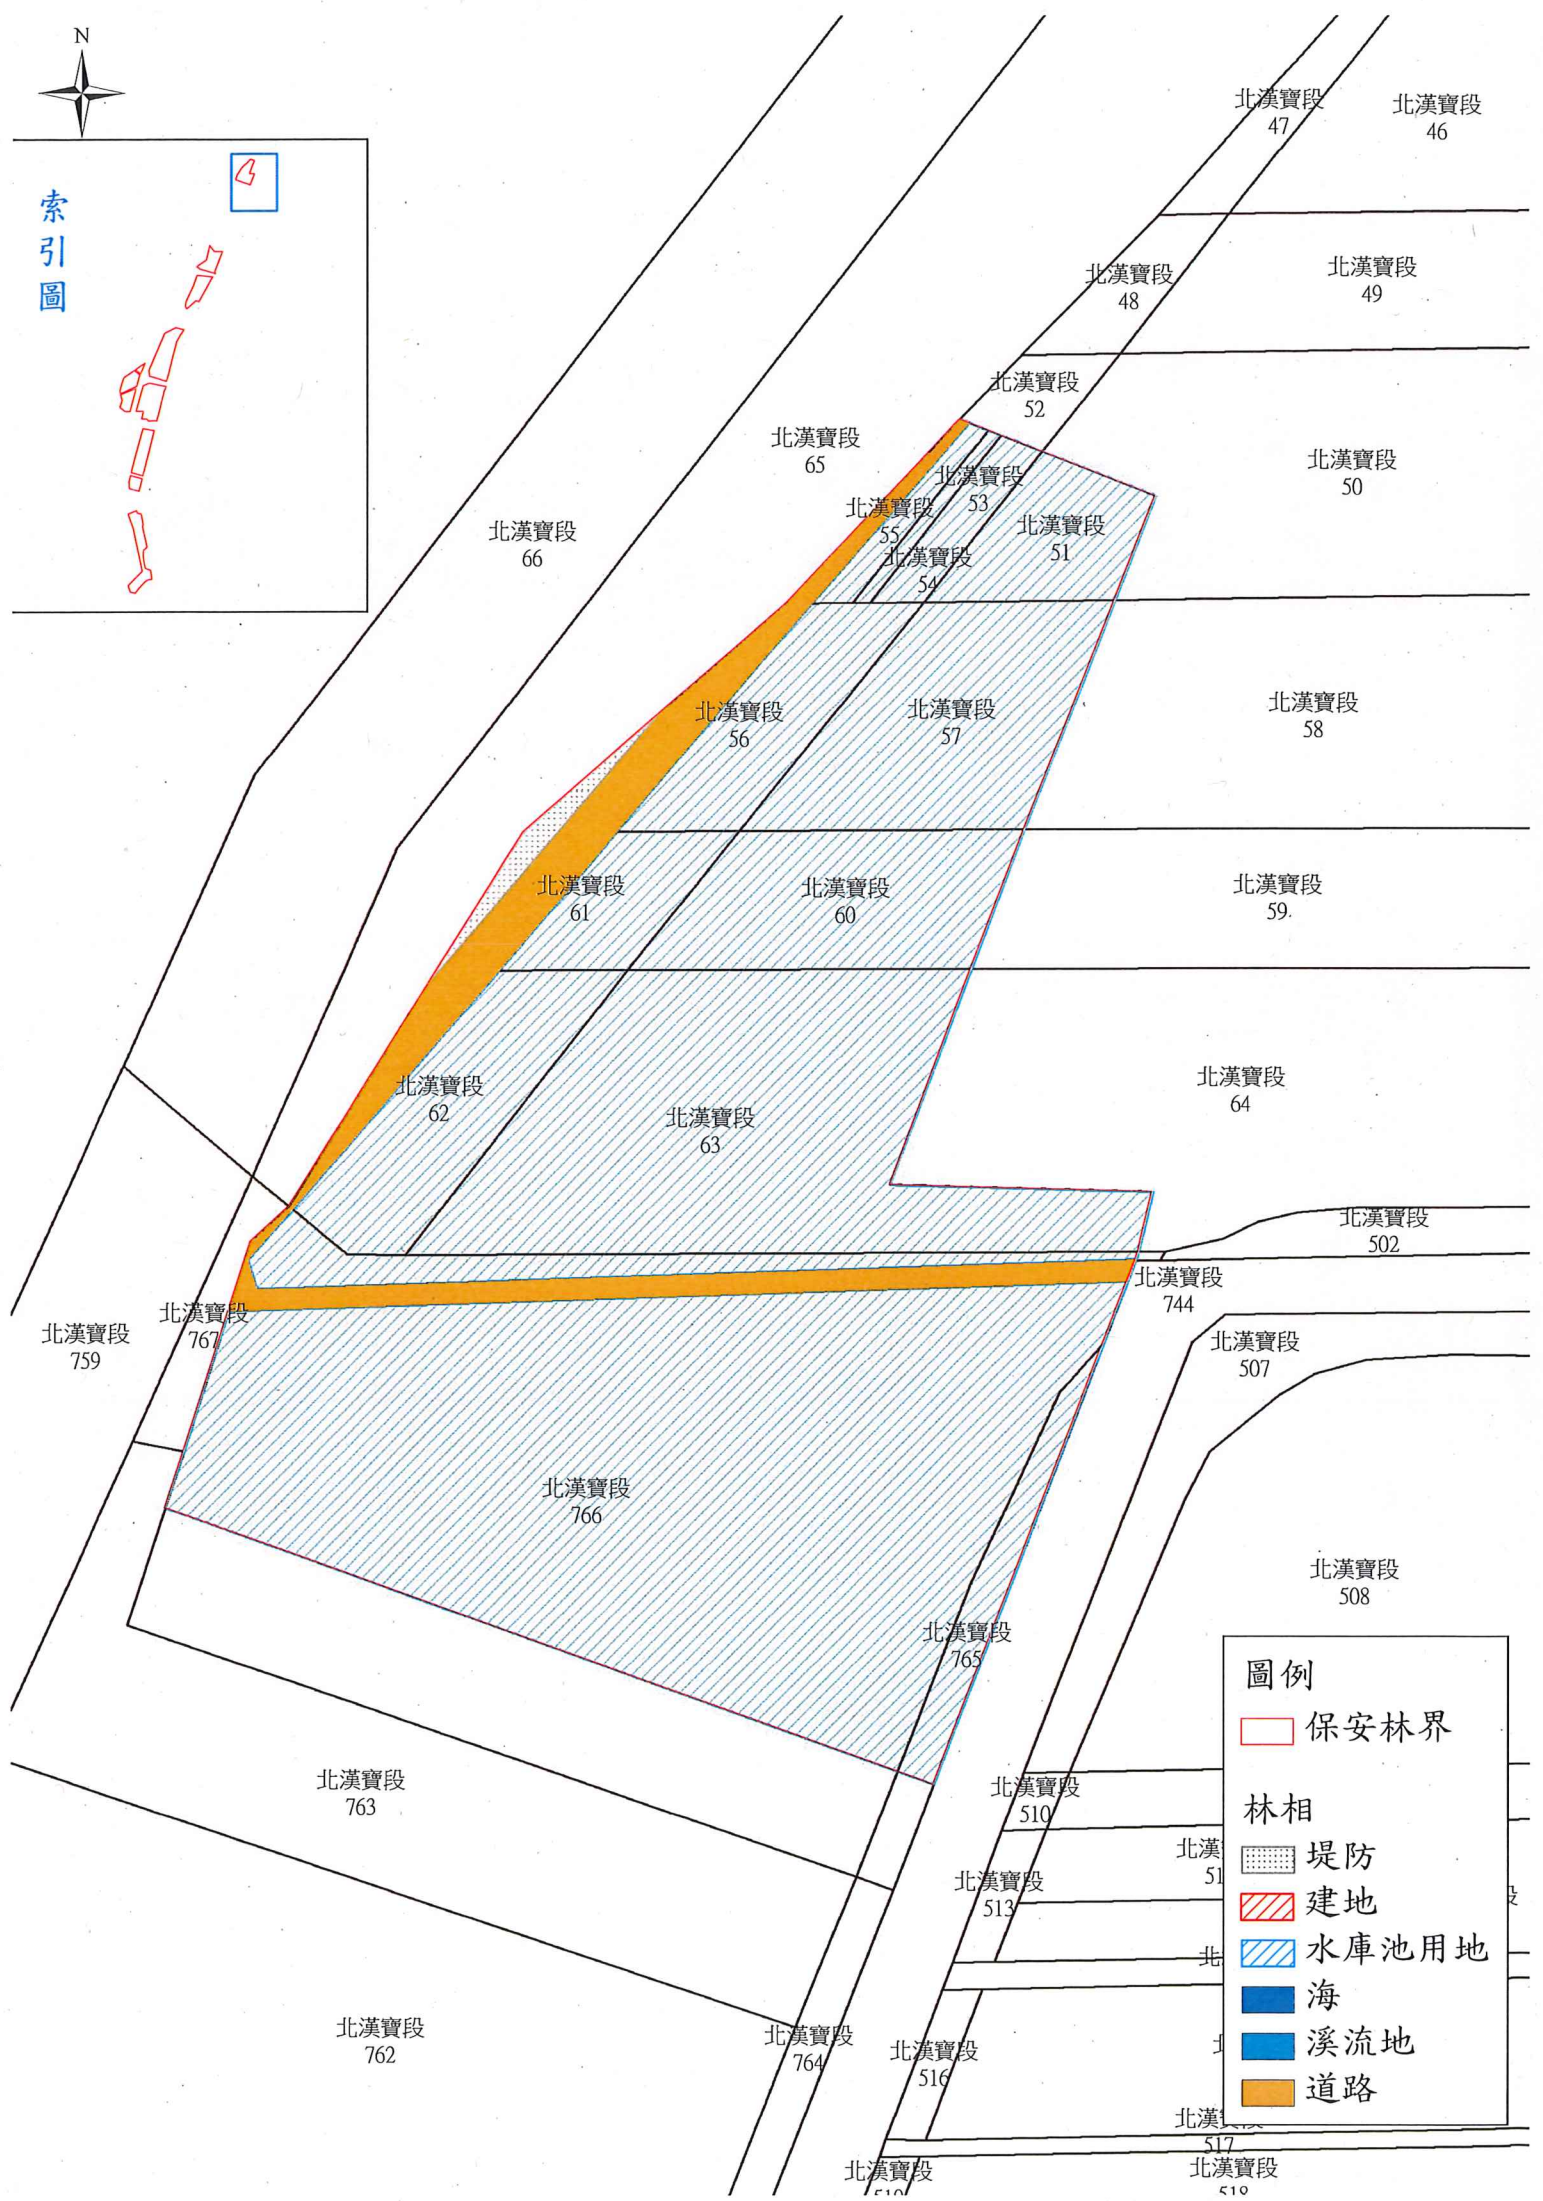 N
索
引
圖
北漢寶段
47
北漢寶段
46
北漢寶段
48
北漢寶段
49
北漢寶段
52
北漢寶段
65
北漢寶段
50
北漢寶段
53
北漢寶段
55
北漢寶段
51
北漢寶段
66
北漢寶段
54
北漢寶段
56
北漢寶段
57
北漢寶段
58
北漢寶段
61
北漢寶段
60
北漢寶段
59
北漢寶段
62
北漢寶段
63
北漢寶段
64
北漢寶段
502
北漢寶段
744
北漢寶段
767
北漢寶段
759
北漢寶段
507
北漢寶段
766
北漢寶段
508
北漢寶段
765
北漢寶段
763
北漢寶段
510
北漢寶段
513
北漢寶段
762
北漢寶段
764
北漢寶段
516
517
北漢寶段
北漢寶段
518
圖例
保安林界
林相
堤防
建地
水庫池用地
海
溪流地
道路